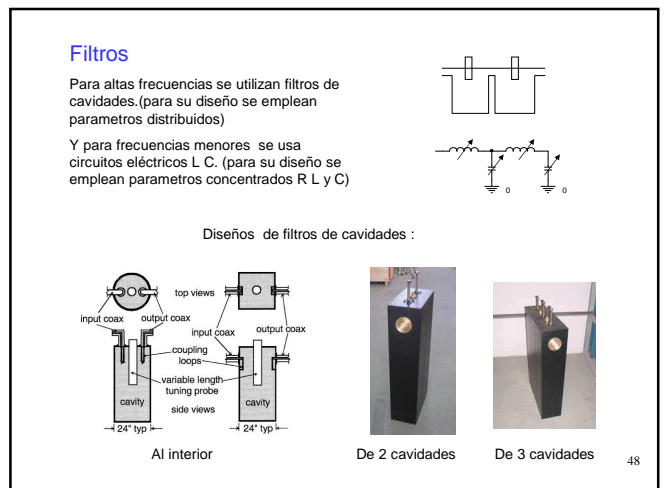 Filtros
Para altas frecuencias se utilizan filtros de
cavidades.(para su diseño se emplean
parametros distribuidos)
Y para frecuencias menores  se usa
circuitos eléctricos L C. (para su diseño se
emplean parametros concentrados R L y C)
0
0
Diseños  de filtros de cavidades :
top views
input coax
output coax
input coax
output coax
coupling
loops
variable length
tuning probe
cavity
side views
cavity
24" typ
24" typ
Al interior
De 2 cavidades
De 3 cavidades
48